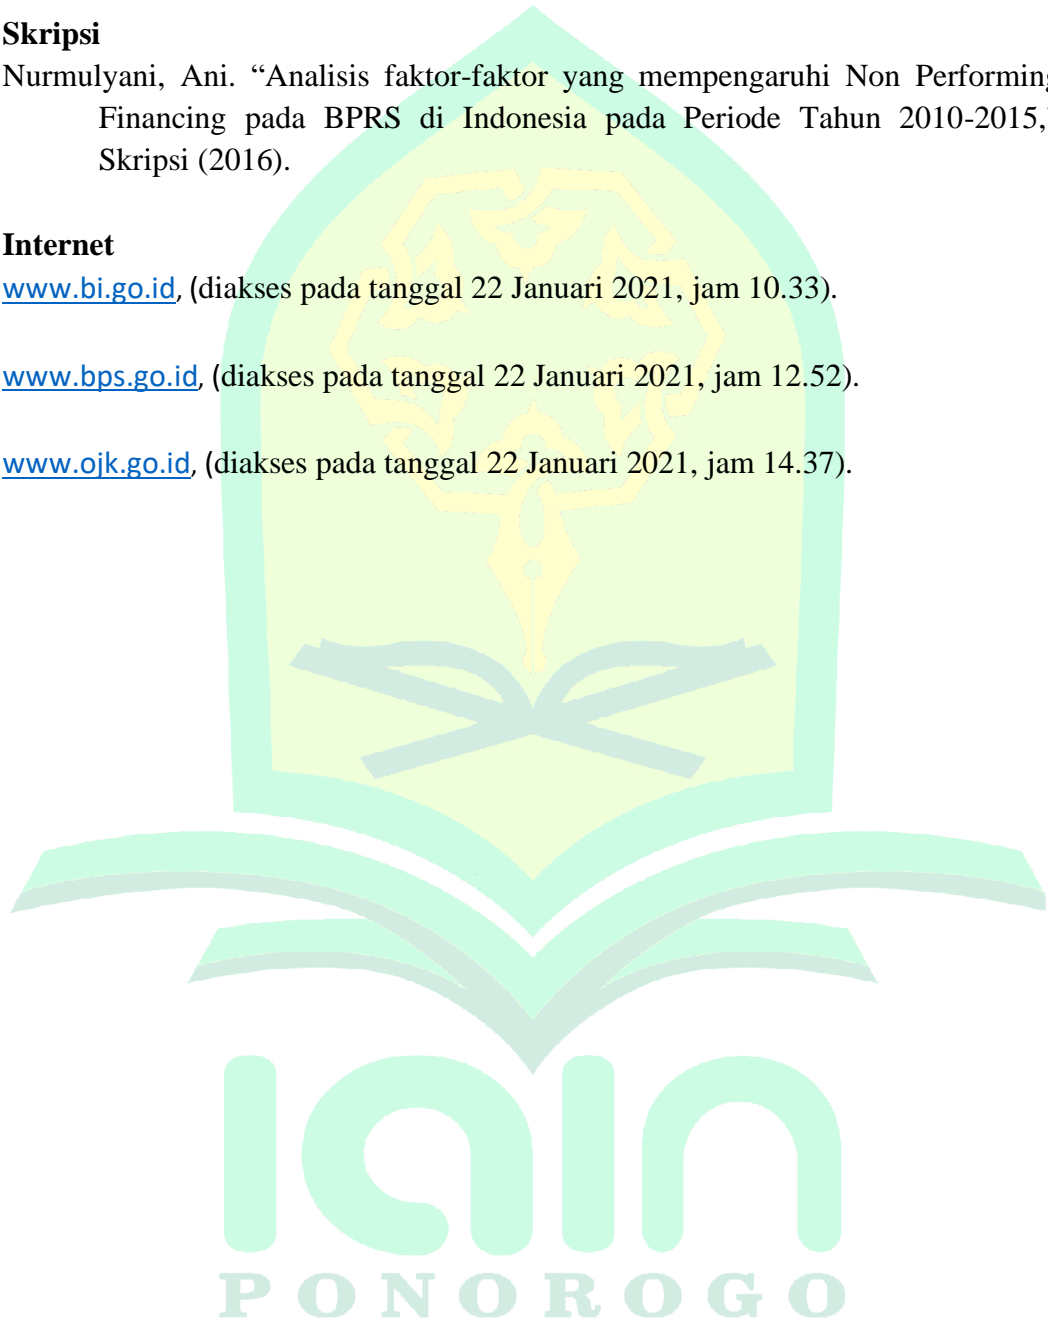 Skripsi
Nurmulyani, Ani. “Analisis faktor-faktor yang mempengaruhi Non Performing
Financing pada BPRS di Indonesia pada Periode Tahun 2010-2015,”
Skripsi (2016).
Internet
www.bi.go.id, (diakses pada tanggal 22 Januari 2021, jam 10.33).
www.bps.go.id, (diakses pada tanggal 22 Januari 2021, jam 12.52).
www.ojk.go.id, (diakses pada tanggal 22 Januari 2021, jam 14.37).
iain
PONOROGO